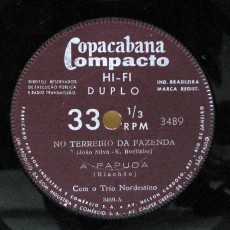 Copacabana
Compacto
HI-FI
DUPLO
DIREITOS RESERVADOS
DE EXECUÇÃO PÚBLICA
E RADIO TRANSMISSÃO
IND. BRASILEIRA
MARCA REGIST.
33 1/3
RPM
3489
NO TERREIRO DA FAZENDA
(João Silva - K. Boclinho)
A PAPUDA
(Riachão)
Com o Trio Nordestino
3489-A